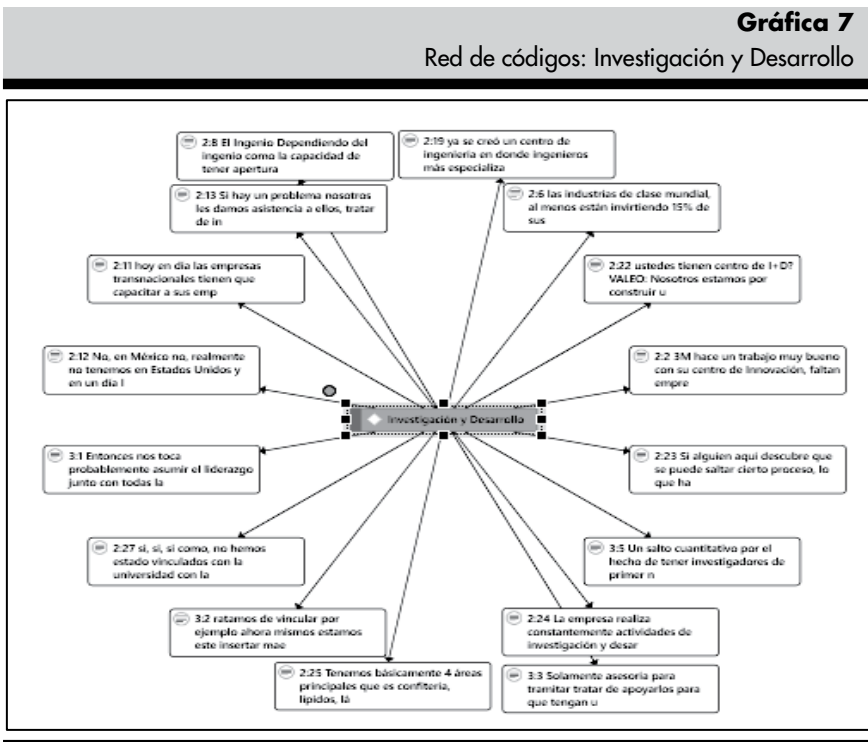 Gráfica 7
Red de códigos: Investigación y Desarrollo
2:8 El Ingenio Dependiendo del
ingenio como la capacidad de
tener apertura
2:19 ya se creó un centro de
ingenieria en donde ingenieros
más especializa
2:13 Si hay un problema nosotros
les damos asistencia a ellos, tratar
de in
2:6 las industrias de clase mundial,
al menos están invirtiendo 15% de
sus
2:11 hoy en dia las empresas
transnacionales tienen que
capacitar a sus emp
2:22 ustedes tienen centro de I+D?
VALEO: Nosotros estamos por
construir u
2:12 No, en México no, realmente
no tenemos en Estados Unidos y
en un dia l
2:2 3M hace un trabajo muy bueno
con su centro de Innovación, faltan
empre
Investigación y Desarrollo
3:1 Entonces nos toca
probablemente asumir el liderazgo
junto con todas la
2:23 Si alguien aqui descubre que
se puede saltar cierto proceso, lo
que ha
2:27 si, si, si como, no hemos
estado vinculados con la
universidad con la
3:5 Un salto cuantitativo por el
hecho de tener investigadores de
primer n
3:2 ratamos de vincular por
ejemplo ahora mismos estamos
este insertar mae
2:24 La empresa realiza
constantemente actividades de
investigación y desar
2:25 Tenemos básicamente 4 áreas
principales que es confiteria,
lipidos, lá
3:3 Solamente asesoria para
tramitar tratar de apoyarlos para
que tengan u